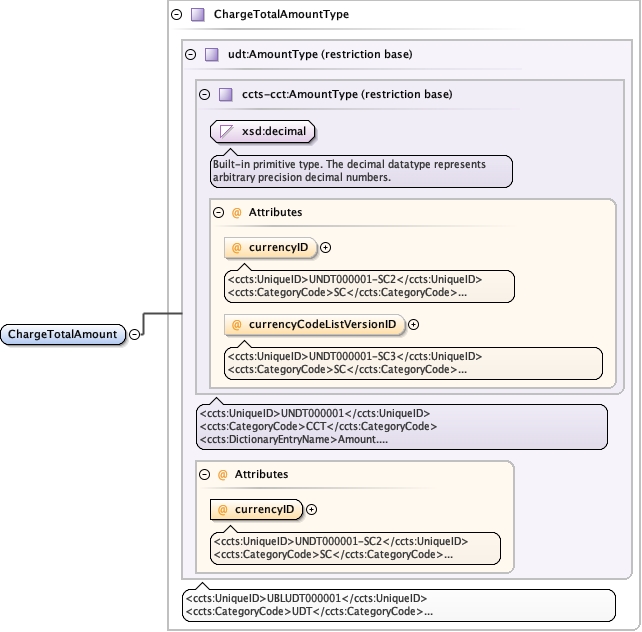 ChargeTotalAmountType
udt:AmountType (restriction base)
ccts-cct:AmountType (restriction base)
xsd:decimal
Built-in primitive type. The decimal datatype represents
arbitrary precision decimal numbers.
@ Attributes
@ currencyID
<ccts:UniqueID>UNDT000001-SC2</ccts:UniqueID>
<ccts:CategoryCode>SC</ccts:CategoryCode>...
@ currencyCodeListVersionID
<ccts:UniqueID>UNDT000001-SC3</ccts:UniqueID>
<ccts:CategoryCode>SC</ccts:CategoryCode>...
ChargeTotalAmount
<ccts:UniqueID>UNDT000001</ccts:UniqueID>
<ccts:CategoryCode>CCT</ccts:CategoryCode>
<ccts:DictionaryEntryName>Amount....
@ Attributes
@ currencyID
<ccts:UniqueID>UNDT000001-SC2</ccts:UniqueID>
<ccts:CategoryCode>SC</ccts:CategoryCode>...
<ccts:UniqueID>UBLUDT000001</ccts:UniqueID>
<ccts:CategoryCode>UDT</ccts:CategoryCode>...